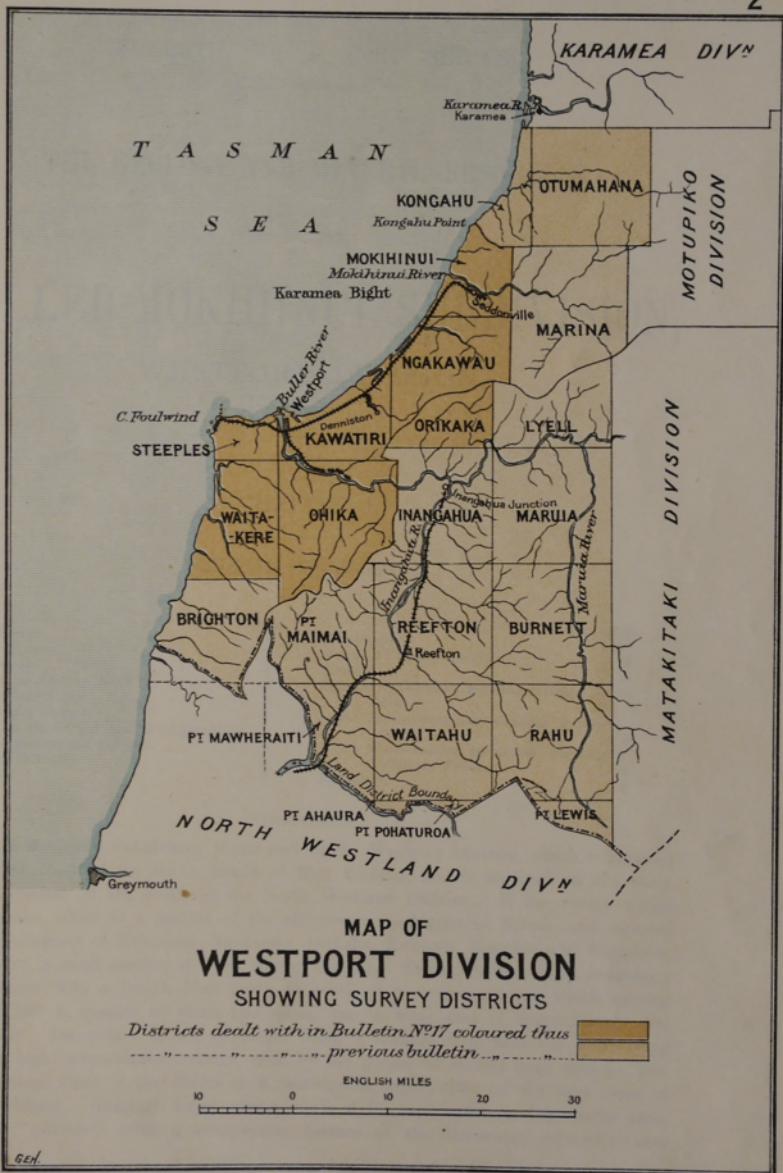 2
KARAMEA DIVN
Karamea R.
Karamea
TASMAN
SEA
OTUMAHANA
KONGAHU
Kongahu Point
MOTUPIKO
DIVISION
MOKIHINUI
Mokihinui River
Karamea Bight
Seddonville
MARINA
NGAKAWAU
Buller River
Westport
C. Foulwind
STEEPLES
Denniston
KAWATIRI
ORIKAKA
LYELL
WAITA-
-KERE
OHIKA
INANGAHUA
Inangahua Junction
MARUIA
Inangahua R.
Maruia River
MATAKITAKI DIVISION
BRIGHTON
PT
MAIMAI
REEFTON
Reefton
BURNETT
PT MAWHERAITI
WAITAHU
RAHU
Land District Boundary
PT AHAURA
PT POHATUROA
PT LEWIS
NORTH WESTLAND DIVN
Greymouth
MAP OF
WESTPORT DIVISION
SHOWING SURVEY DISTRICTS
Districts dealt with in Bulletin No 17 coloured thus
----„------„-----„--„-previous bulletin--„------„--
ENGLISH MILES
10 0 10 20 30
GEH.